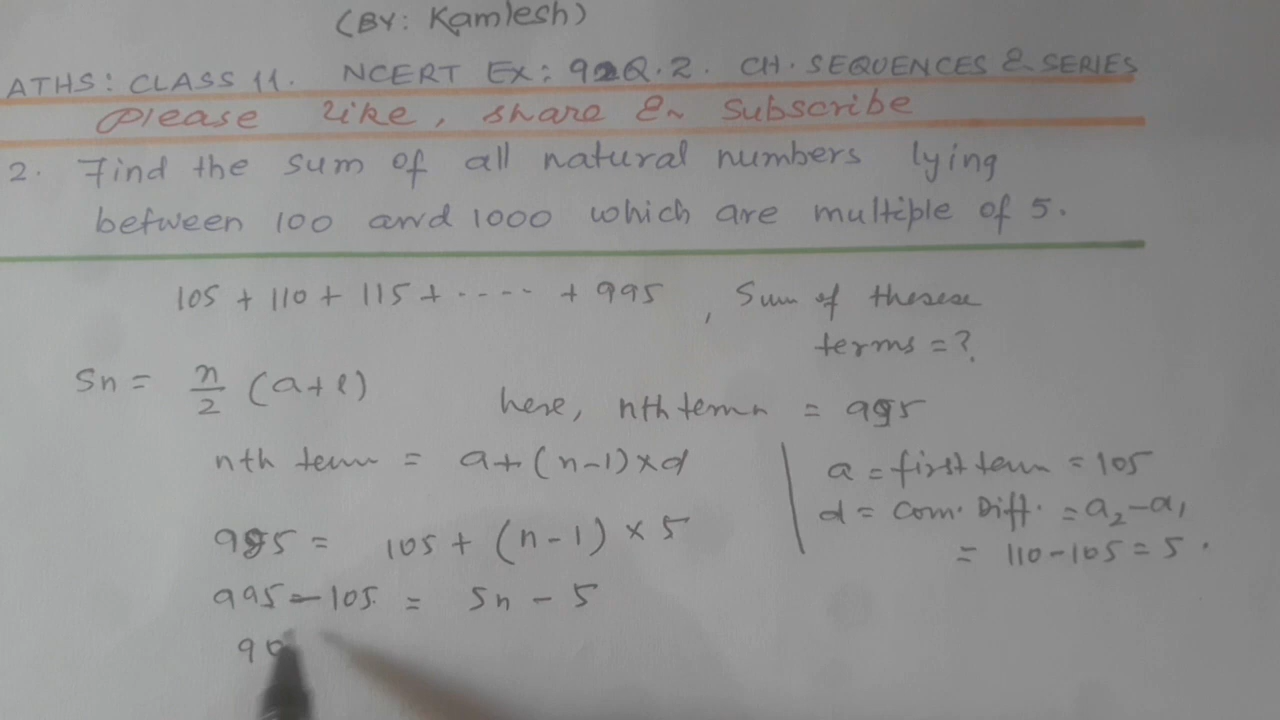 (BY: Kamlesh)
ATHS: CLASS 11. NCERT EX: 9.2 Q.2. CH. SEQUENCES & SERIES
Please like, share & subscribe
2. Find the sum of all natural numbers lying
between 100 and 1000 which are multiple of 5.
105 + 110 + 115 + ----- + 995 , Sum of these
terms = ?
Sn = n/2 (a+l)
here, nth term = 995
nth term = a+(n-1)×d
a = first term = 105
d = Com. Diff. = a₂-a₁
= 110-105 = 5.
995 = 105 + (n-1) × 5
995 - 105 = 5n - 5